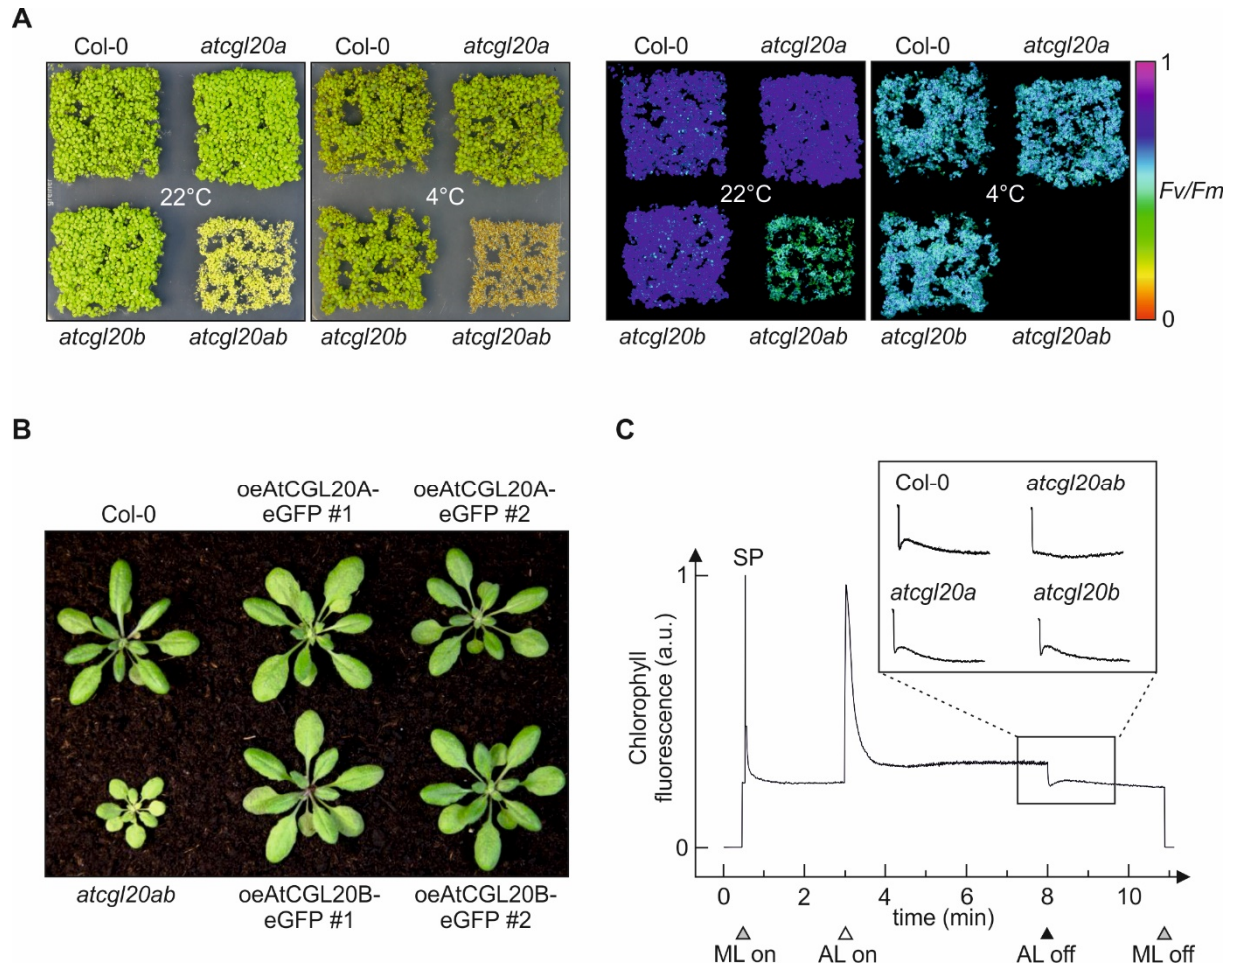 A
Col-0 atcgl20a Col-0 atcgl20a
22°C 4°C
atcgl20b atcgl20ab atcgl20b atcgl20ab
greiner
Col-0 atcgl20a Col-0 atcgl20a
22°C 4°C
atcgl20b atcgl20ab atcgl20b atcgl20ab
1
Fv/Fm
0
B
Col-0
oeAtCGL20A-
eGFP #1
oeAtCGL20A-
eGFP #2
atcgl20ab
oeAtCGL20B-
eGFP #1
oeAtCGL20B-
eGFP #2
C
Col-0 atcgl20ab
atcgl20a atcgl20b
SP
1
Chlorophyll
fluorescence (a.u.)
0
0 2 4 6 8 10
time (min)
ML on AL on AL off ML off